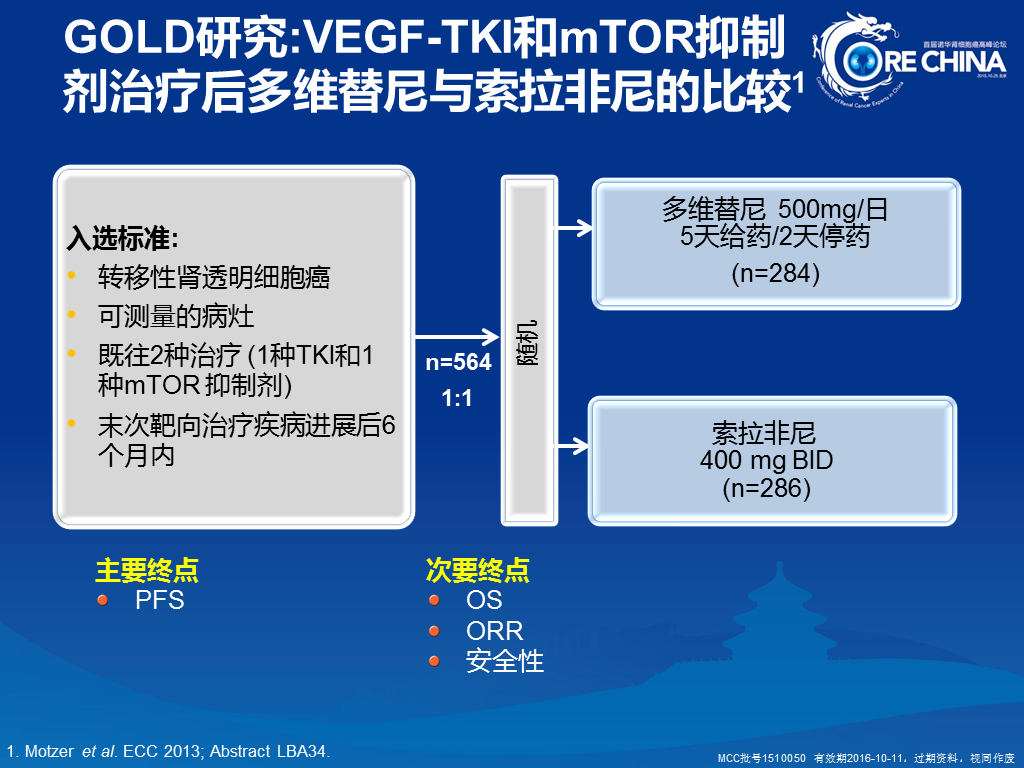 GOLD研究:VEGF-TKI和mTOR抑制
剂治疗后多维替尼与索拉非尼的比较1
首届诺华肾细胞癌高峰论坛
ORE CHINA
2015.10.25 北京
Conference of Renal Cancer Experts in China
入选标准:
• 转移性肾透明细胞癌
• 可测量的病灶
• 既往2种治疗 (1种TKI和1
种mTOR 抑制剂)
• 末次靶向治疗疾病进展后6
个月内
n=564
1:1
随机
多维替尼 500mg/日
5天给药/2天停药
(n=284)
索拉非尼
400 mg BID
(n=286)
主要终点
• PFS
次要终点
• OS
• ORR
• 安全性
1. Motzer et al. ECC 2013; Abstract LBA34.
MCC批号1510050 有效期2016-10-11，过期资料，视同作废